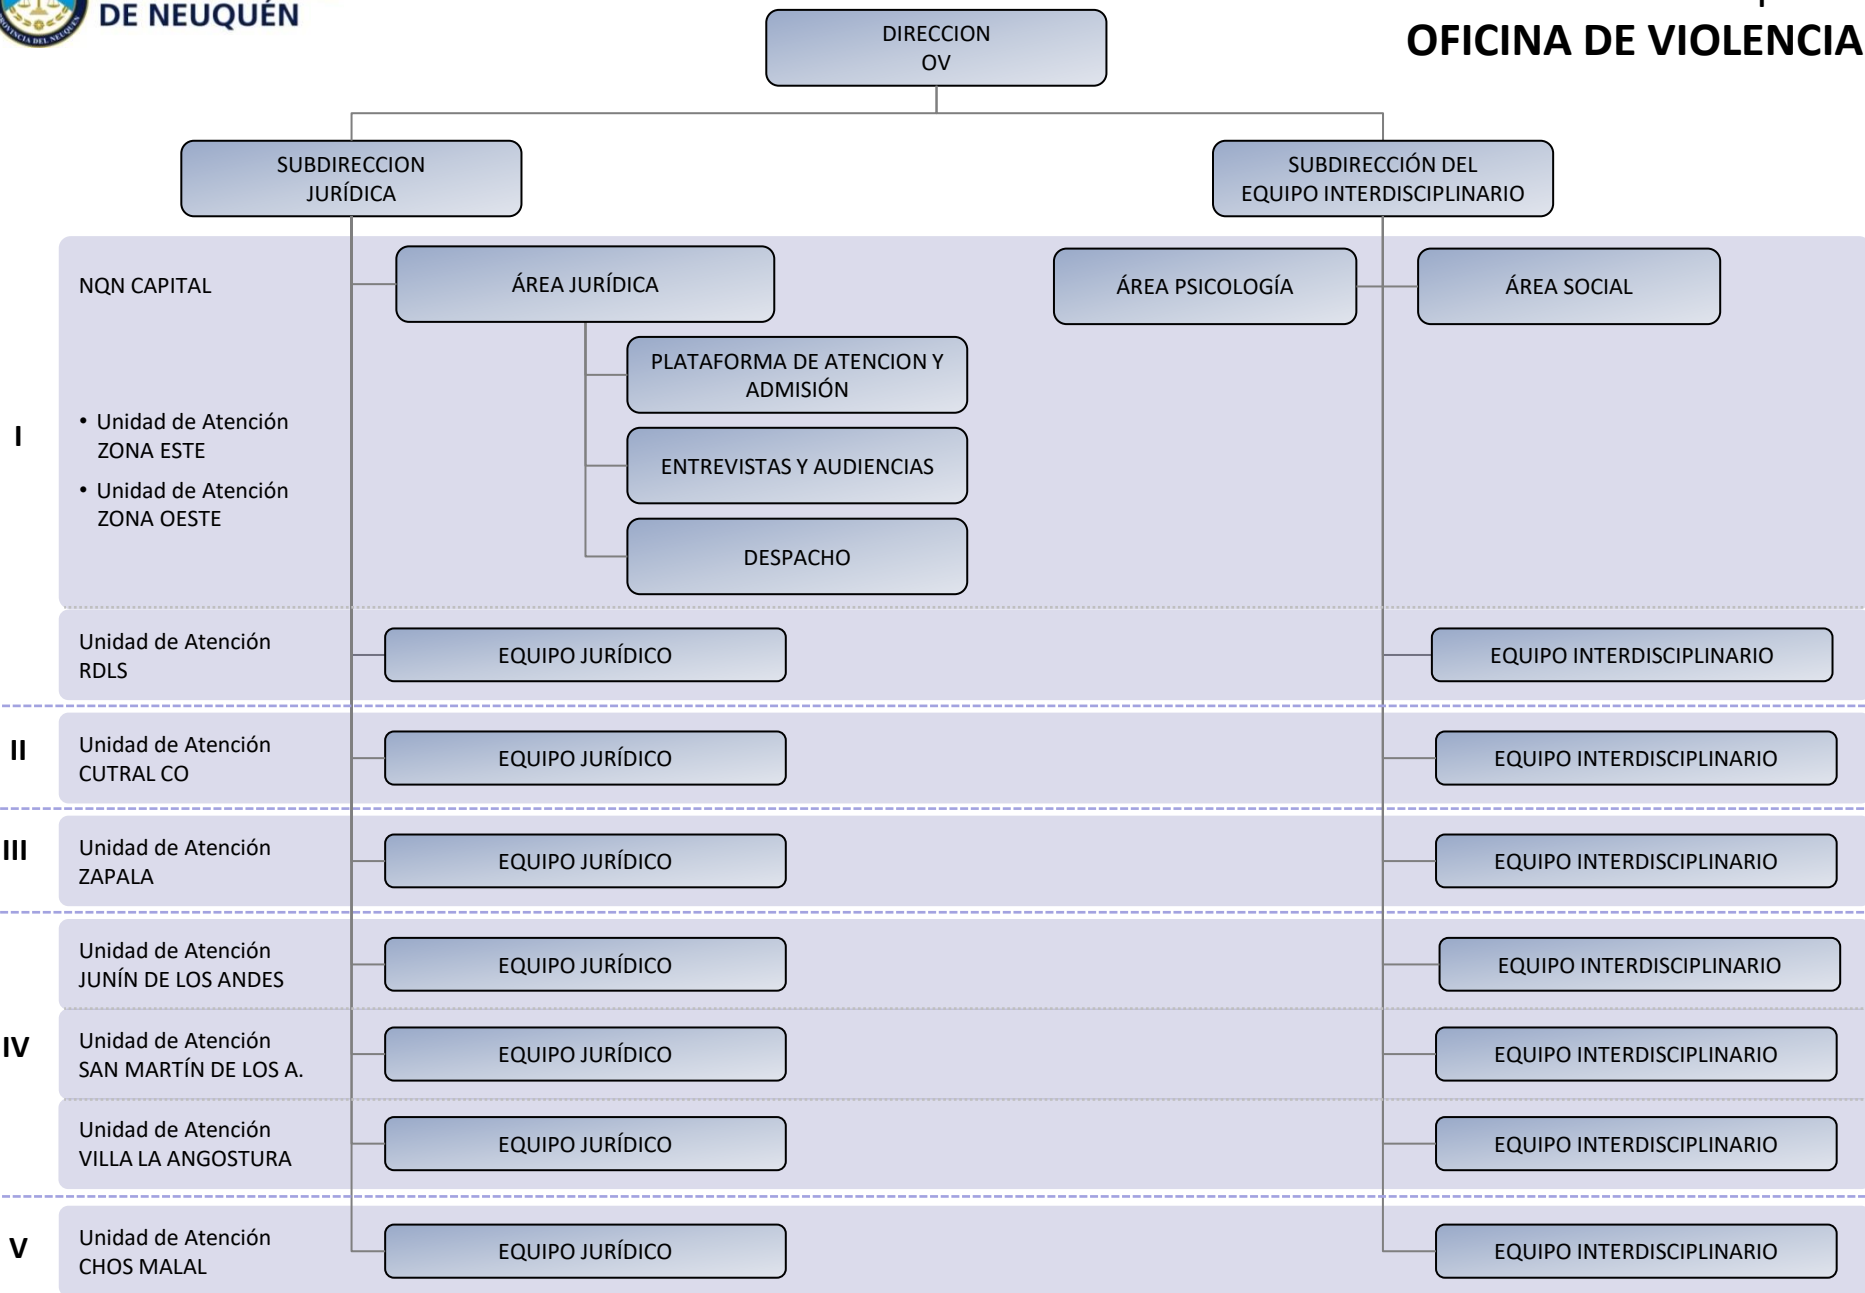 DE NEUQUÉN
PROVINCIA DEL NEUQUÉN
OFICINA DE VIOLENCIA
DIRECCION
OV
SUBDIRECCION
JURÍDICA
SUBDIRECCIÓN DEL
EQUIPO INTERDISCIPLINARIO
NQN CAPITAL
ÁREA JURÍDICA
ÁREA PSICOLOGÍA
ÁREA SOCIAL
PLATAFORMA DE ATENCION Y
ADMISIÓN
ENTREVISTAS Y AUDIENCIAS
DESPACHO
I
• Unidad de Atención
ZONA ESTE
• Unidad de Atención
ZONA OESTE
Unidad de Atención
RDLS
EQUIPO JURÍDICO
EQUIPO INTERDISCIPLINARIO
II
Unidad de Atención
CUTRAL CO
EQUIPO JURÍDICO
EQUIPO INTERDISCIPLINARIO
III
Unidad de Atención
ZAPALA
EQUIPO JURÍDICO
EQUIPO INTERDISCIPLINARIO
Unidad de Atención
JUNÍN DE LOS ANDES
EQUIPO JURÍDICO
EQUIPO INTERDISCIPLINARIO
IV
Unidad de Atención
SAN MARTÍN DE LOS A.
EQUIPO JURÍDICO
EQUIPO INTERDISCIPLINARIO
Unidad de Atención
VILLA LA ANGOSTURA
EQUIPO JURÍDICO
EQUIPO INTERDISCIPLINARIO
V
Unidad de Atención
CHOS MALAL
EQUIPO JURÍDICO
EQUIPO INTERDISCIPLINARIO